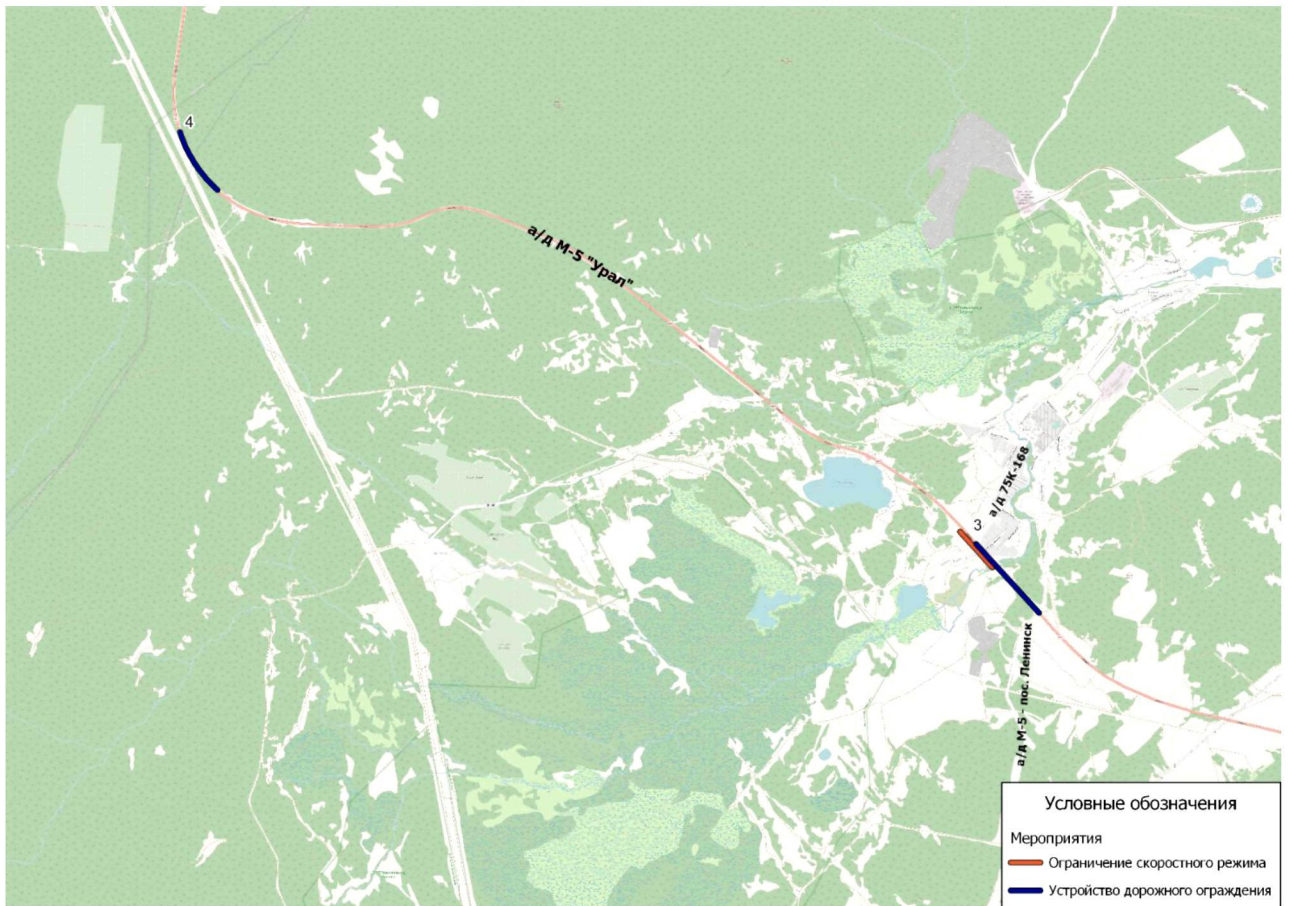 4
а/д М-5 "Урал"
а/д 75К-168
3
а/д М-5 - пос. Ленинск
Условные обозначения
Мероприятия
Ограничение скоростного режима
Устройство дорожного ограждения